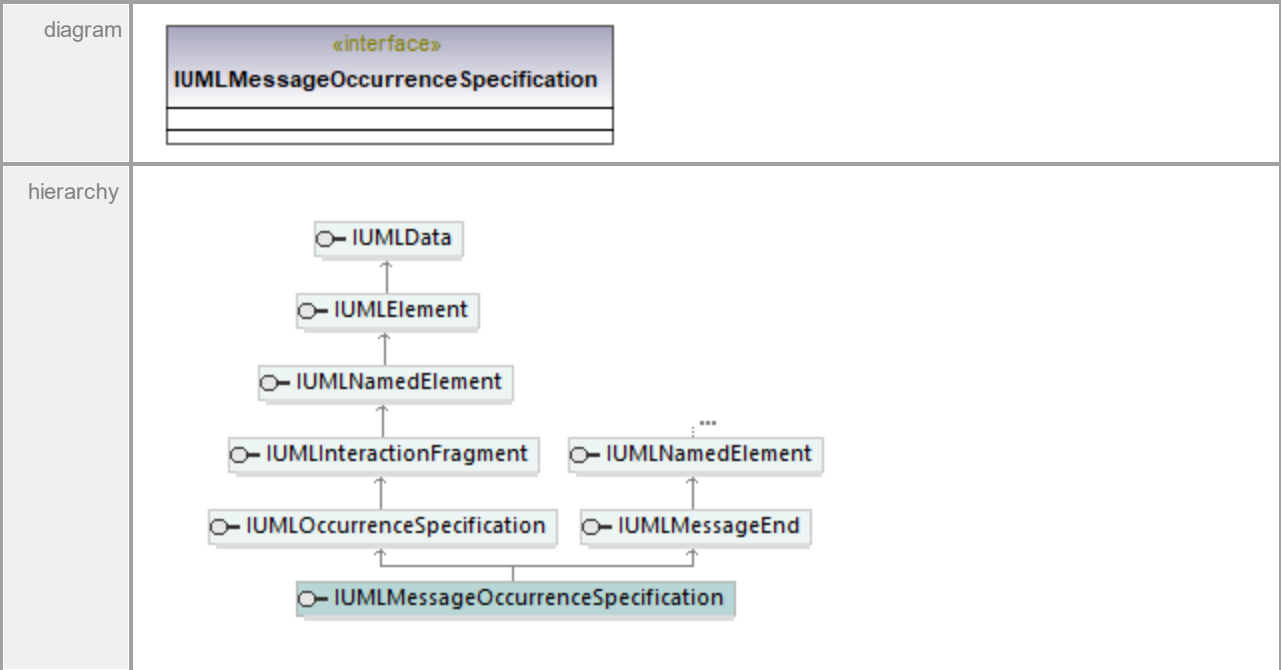 diagram
«interface»
IUMLMessageOccurrenceSpecification
hierarchy
IUMLData
IUMLElement
IUMLNamedElement
...
IUMLInteractionFragment
IUMLNamedElement
IUMLOccurrenceSpecification
IUMLMessageEnd
IUMLMessageOccurrenceSpecification